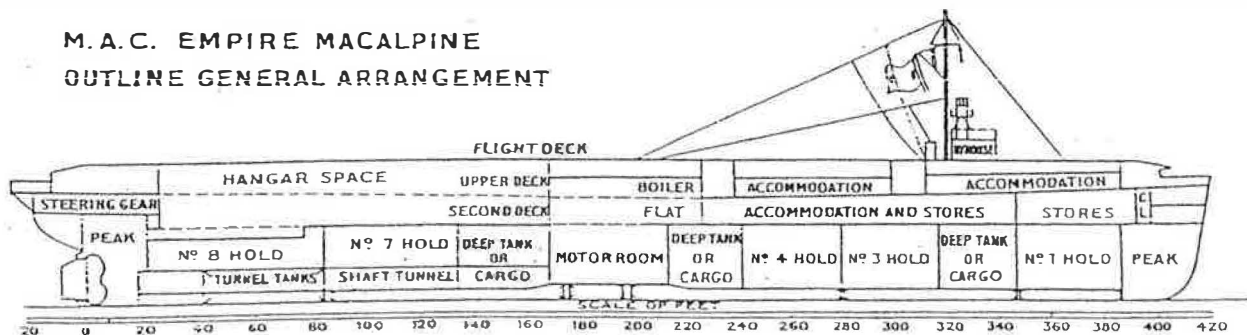 M.A.C. EMPIRE MACALPINE
OUTLINE GENERAL ARRANGEMENT
FLIGHT DECK
HANGAR SPACE
UPPER DECK
BOILER
ACCOMMODATION
ACCOMMODATION
STEERING GEAR
SECOND DECK
FLAT
ACCOMMODATION AND STORES
STORES
C L
PEAK
Nº 8 HOLD
Nº 7 HOLD
DEEP TANK
OR
CARGO
MOTOR ROOM
DEEP TANK
OR
CARGO
Nº 4 HOLD
Nº 3 HOLD
DEEP TANK
OR
CARGO
Nº 1 HOLD
PEAK
TUNNEL TANKS
SHAFT TUNNEL
SCALE OF FEET
20 0 20 40 60 80 100 120 140 160 180 200 220 240 260 280 300 320 340 360 380 400 420